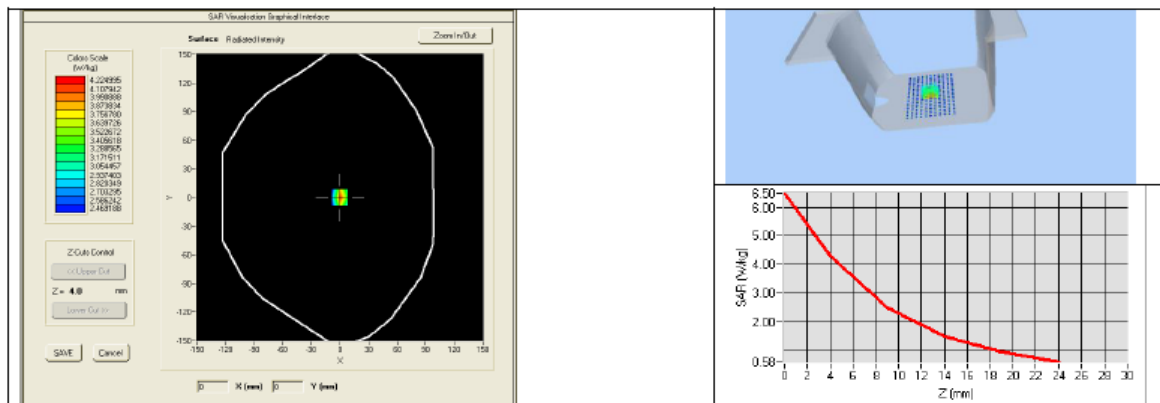 SAR Visualisation Graphical Interface
Surface Radiated Intensity
Zoom In/Out
Colors Scale
(W/kg)
4.224995
4.107942
3.990888
3.873834
3.756780
3.639726
3.522672
3.405618
3.288565
3.171511
3.054457
2.937403
2.820349
2.703295
2.586242
2.469188
150
120
90
60
30
0
-30
-60
-90
-120
-150
Y
-150 -120 -90 -60 -30 0 30 60 90 120 150
X
Z-Cuts Control
<< Upper Cut
Z = 4.0 mm
Lower Cut >>
SAVE Cancel
0 X (mm) 0 Y (mm)
6.50
6.00
5.00
4.00
3.00
2.00
0.58
SAR (W/kg)
0 2 4 6 8 10 12 14 16 18 20 22 24 26 28 30
Z (mm)